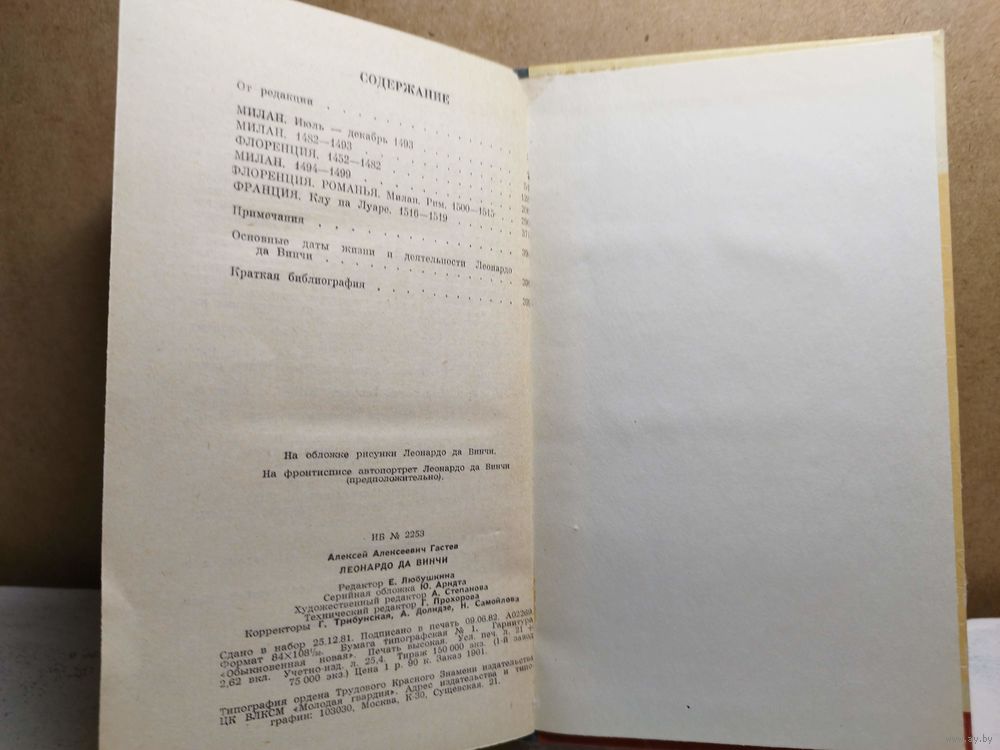 СОДЕРЖАНИЕ
От редакции . . . . . . . .
МИЛАН. Июль — декабрь 1493
МИЛАН. 1482—1493 . . . . . .
ФЛОРЕНЦИЯ. 1452—1482 . . . . .
МИЛАН. 1494—1499 . . . . . .
ФЛОРЕНЦИЯ. РОМАНЬЯ. Милан. Рим. 1500—1515
ФРАНЦИЯ. Клу на Луаре. 1516—1519 . . .
Примечания . . . . . . . .
Основные даты жизни и деятельности Леонардо
да Винчи . . . . . . . .
Краткая библиография . . . . . .
На обложке рисунки Леонардо да Винчи.
На фронтисписе автопортрет Леонардо да Винчи
(предположительно).
ИБ № 2253
Алексей Алексеевич Гастев
ЛЕОНАРДО ДА ВИНЧИ
Редактор Е. Любушкина
Серийная обложка Ю. Арндта
Художественный редактор А. Степанова
Технический редактор Г. Прохорова
Корректоры Г. Трибунская, А. Долидзе, Н. Самойлова
Сдано в набор 25.12.81. Подписано в печать 09.06.82. А02269.
Формат 84×108¹/₃₂. Бумага типографская № 1. Гарнитура
«Обыкновенная новая». Печать высокая. Усл. печ. л. 21 +
2,62 вкл. Учетно-изд. л. 25,4. Тираж 150 000 экз. (1-й завод
75 000 экз.) Цена 1 р. 90 к. Заказ 1901.
Типография ордена Трудового Красного Знамени издательства
ЦК ВЛКСМ «Молодая гвардия». Адрес издательства и типо-
графии: 103030, Москва, К-30, Сущевская, 21.
www.ay.by